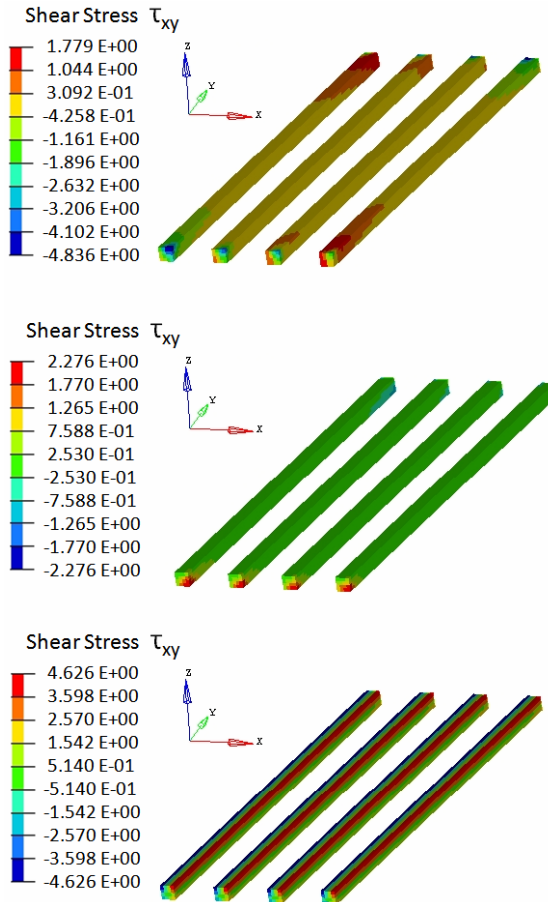 Shear Stress τxy
1.779 E+00
1.044 E+00
3.092 E-01
-4.258 E-01
-1.161 E+00
-1.896 E+00
-2.632 E+00
-3.206 E+00
-4.102 E+00
-4.836 E+00
Z
Y
X
Shear Stress τxy
2.276 E+00
1.770 E+00
1.265 E+00
7.588 E-01
2.530 E-01
-2.530 E-01
-7.588 E-01
-1.265 E+00
-1.770 E+00
-2.276 E+00
Z
Y
X
Shear Stress τxy
4.626 E+00
3.598 E+00
2.570 E+00
1.542 E+00
5.140 E-01
-5.140 E-01
-1.542 E+00
-2.570 E+00
-3.598 E+00
-4.626 E+00
Z
Y
X